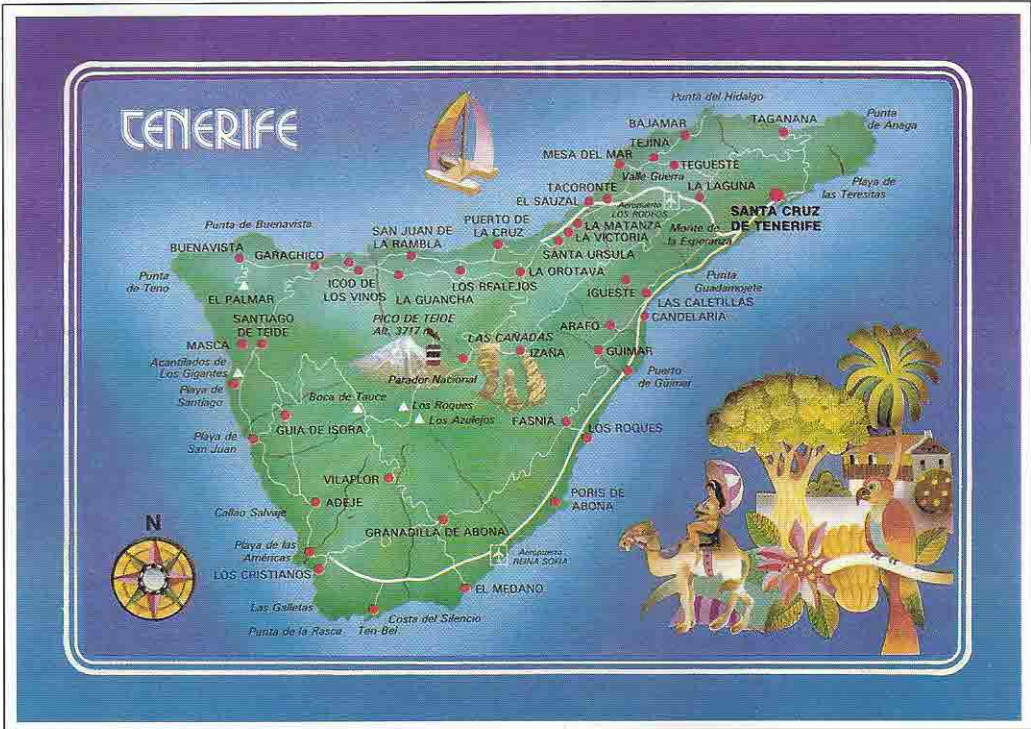 TENERIFE
Punta del Hidalgo
BAJAMAR
TAGANANA
Punta
de Anaga
TEJINA
MESA DEL MAR
TEGUESTE
Valle Guerra
Playa de
las Teresitas
TACORONTE
LA LAGUNA
EL SAUZAL
Aeropuerto
LOS RODEOS
SANTA CRUZ
DE TENERIFE
Punta de Buenavista
PUERTO DE
LA CRUZ
LA MATANZA
LA VICTORIA
Monte de
la Esperanza
SAN JUAN DE
LA RAMBLA
SANTA URSULA
BUENAVISTA
GARACHICO
Punta
de Teno
ICOD DE
LOS VINOS
LOS REALEJOS
LA OROTAVA
Punta
Guadamojete
EL PALMAR
LA GUANCHA
IGUESTE
LAS CALETILLAS
CANDELARIA
SANTIAGO
DE TEIDE
PICO DE TEIDE
Alt. 3717 m
LAS CAÑADAS
ARAFO
MASCA
IZAÑA
GUIMAR
Acantilados de
Los Gigantes
Parador Nacional
Puerto
de Güimar
Playa de
Santiago
Boca de Tauce
Los Roques
GUIA DE ISORA
Los Azulejos
FASNIA
LOS ROQUES
Playa de
San Juan
VILAFLOR
ADEJE
PORIS DE
ABONA
Callao Salvaje
GRANADILLA DE ABONA
N
Playa de las
Américas
Aeropuerto
REINA SOFIA
LOS CRISTIANOS
EL MEDANO
Las Galletas
Costa del Silencio
Punta de la Rasca
Ten-Bel